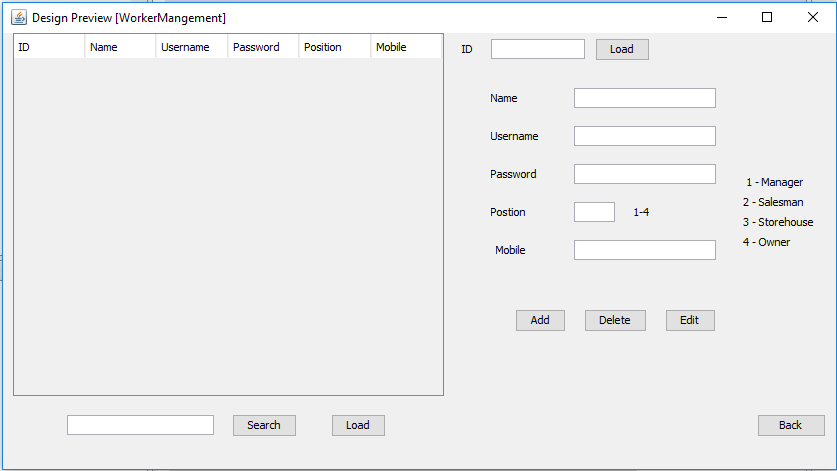 Design Preview [WorkerMangement]
ID Name Username Password Position Mobile
ID Load
Name
Username
Password
Postion 1-4
Mobile
1 - Manager
2 - Salesman
3 - Storehouse
4 - Owner
Add Delete Edit
Search Load Back